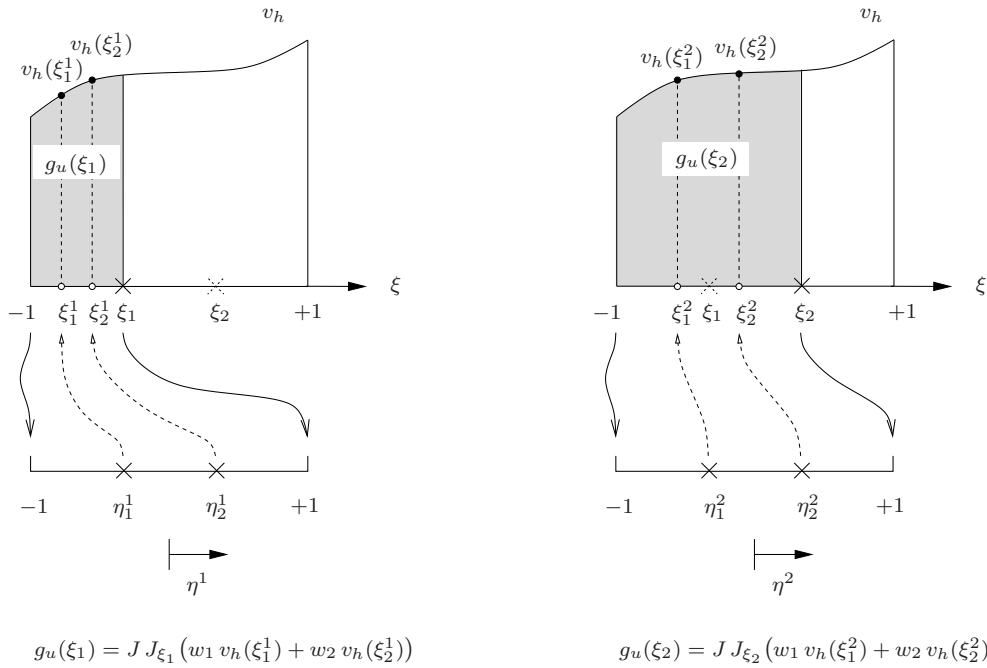 v_h
v_h(ξ_1^1)
v_h(ξ_2^1)
g_u(ξ_1)
ξ
−1
ξ_1^1
ξ_2^1
ξ_1
ξ_2
+1
−1
η_1^1
η_2^1
+1
η^1
g_u(ξ_1) = J J_{ξ_1} (w_1 v_h(ξ_1^1) + w_2 v_h(ξ_2^1))
v_h
v_h(ξ_1^2)
v_h(ξ_2^2)
g_u(ξ_2)
ξ
−1
ξ_1^2
ξ_1
ξ_2^2
ξ_2
+1
−1
η_1^2
η_2^2
+1
η^2
g_u(ξ_2) = J J_{ξ_2} (w_1 v_h(ξ_1^2) + w_2 v_h(ξ_2^2)